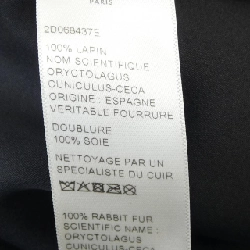 PARIS
2D0684375
100% LAPIN
NOM SCIENTIFIQUE
ORYCTOLAGUS
CUNICULUS-CECA
ORIGINE : ESPAGNE
VERITABLE FOURRURE
DOUBLURE
100% SOIE
NETTOYAGE PAR UN
SPECIALISTE DU CUIR
100% RABBIT FUR
SCIENTIFIC NAME :
ORYCTOLAGUS
CUNICULUS-CECA